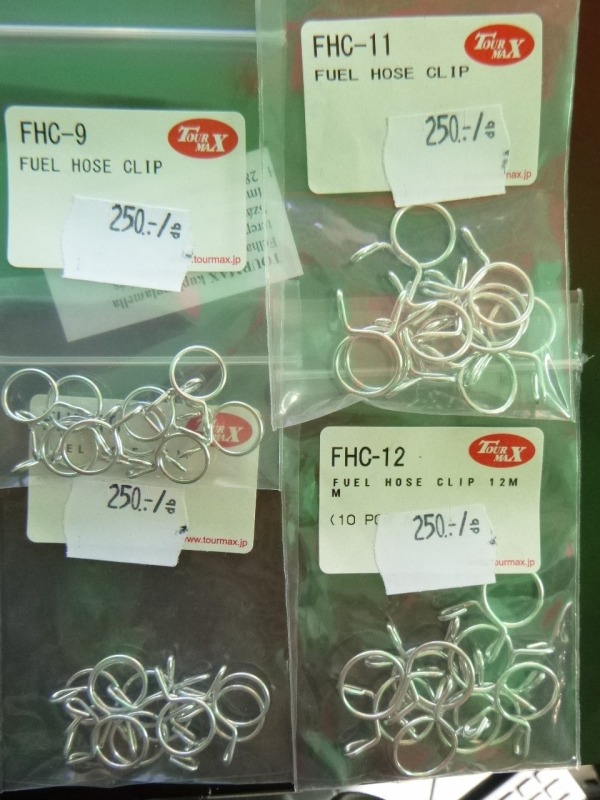 FHC-9
TOUR MAX
FUEL HOSE CLIP
250.-/db
www.tourmax.jp
FHC-11
TOUR MAX
FUEL HOSE CLIP
250.-/db
max.jp
TOURMAX
MAX
250.-/db
www.tourmax.jp
FHC-12
TOUR MAX
FUEL HOSE CLIP 12M
M
(10 P
250.-/db
tourmax.jp